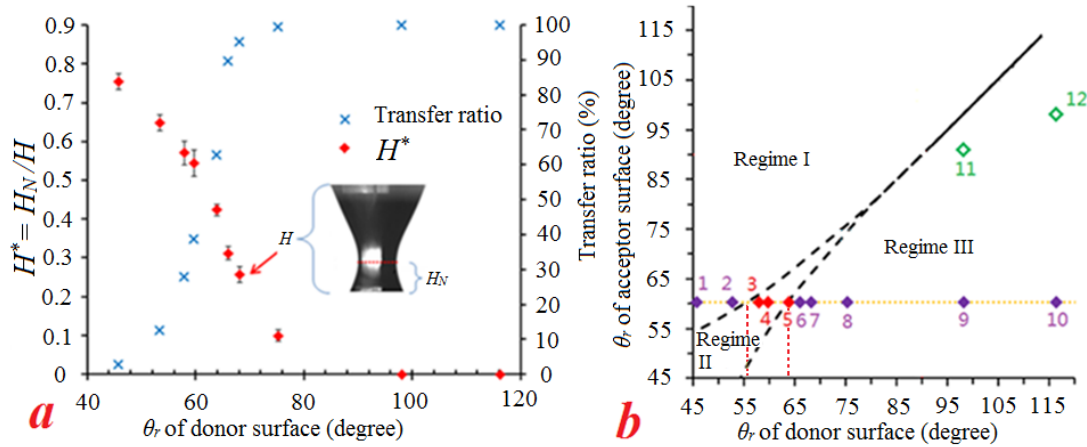 0.9
0.8
0.7
0.6
0.5
0.4
0.3
0.2
0.1
0
H* = H_N/H
Transfer ratio
H*
H
H_N
100
90
80
70
60
50
40
30
20
10
0
Transfer ratio (%)
40 60 80 100 120
θr of donor surface (degree)
a
115
105
95
85
75
65
55
45
θr of acceptor surface (degree)
Regime I
12
11
Regime III
1 2 3
4 5 6 7 8 9 10
Regime
II
45 55 65 75 85 95 105 115
θr of donor surface (degree)
b